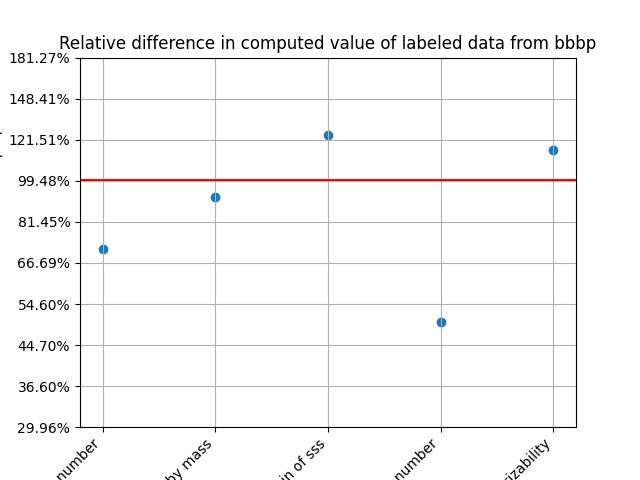 Relative difference in computed value of labeled data from bbbp
181.27%
148.41%
121.51%
99.48%
81.45%
66.69%
54.60%
44.70%
36.60%
29.96%
number
by mass
of sss
number